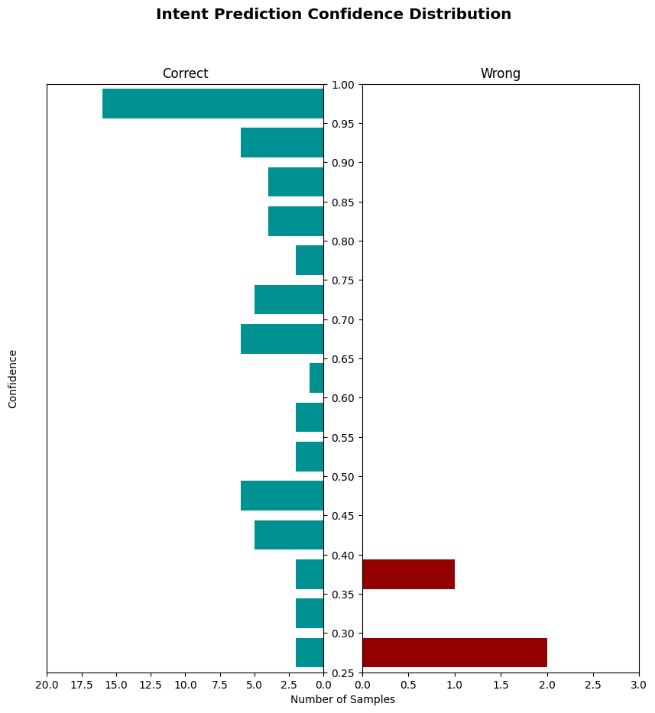 Intent Prediction Confidence Distribution
Correct
Wrong
Confidence
1.00
0.95
0.90
0.85
0.80
0.75
0.70
0.65
0.60
0.55
0.50
0.45
0.40
0.35
0.30
0.25
20.0 17.5 15.0 12.5 10.0 7.5 5.0 2.5 0.0
0.0 0.5 1.0 1.5 2.0 2.5 3.0
Number of Samples